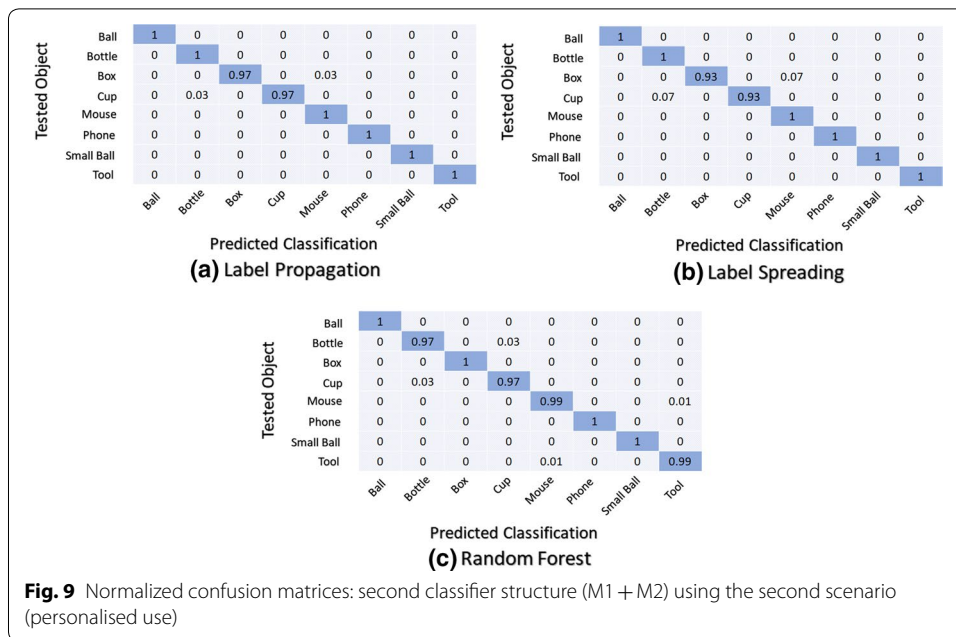 Tested Object
Ball 1 0 0 0 0 0 0 0
Bottle 0 1 0 0 0 0 0 0
Box 0 0 0.97 0 0.03 0 0 0
Cup 0 0.03 0 0.97 0 0 0 0
Mouse 0 0 0 0 1 0 0 0
Phone 0 0 0 0 0 1 0 0
Small Ball 0 0 0 0 0 0 1 0
Tool 0 0 0 0 0 0 0 1
Ball Bottle Box Cup Mouse Phone Small Ball Tool
Predicted Classification
(a) Label Propagation
Tested Object
Ball 1 0 0 0 0 0 0 0
Bottle 0 1 0 0 0 0 0 0
Box 0 0 0.93 0 0.07 0 0 0
Cup 0 0.07 0 0.93 0 0 0 0
Mouse 0 0 0 0 1 0 0 0
Phone 0 0 0 0 0 1 0 0
Small Ball 0 0 0 0 0 0 1 0
Tool 0 0 0 0 0 0 0 1
Ball Bottle Box Cup Mouse Phone Small Ball Tool
Predicted Classification
(b) Label Spreading
Tested Object
Ball 1 0 0 0 0 0 0 0
Bottle 0 0.97 0 0.03 0 0 0 0
Box 0 0 1 0 0 0 0 0
Cup 0 0.03 0 0.97 0 0 0 0
Mouse 0 0 0 0 0.99 0 0 0.01
Phone 0 0 0 0 0 1 0 0
Small Ball 0 0 0 0 0 0 1 0
Tool 0 0 0 0 0.01 0 0 0.99
Ball Bottle Box Cup Mouse Phone Small Ball Tool
Predicted Classification
(c) Random Forest
Fig. 9 Normalized confusion matrices: second classifier structure (M1 + M2) using the second scenario
(personalised use)